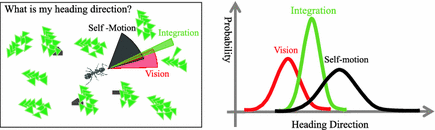 What is my heading direction?
Self -Motion
Integration
Vision
Probability
Integration
Vision
Self-motion
Heading Direction